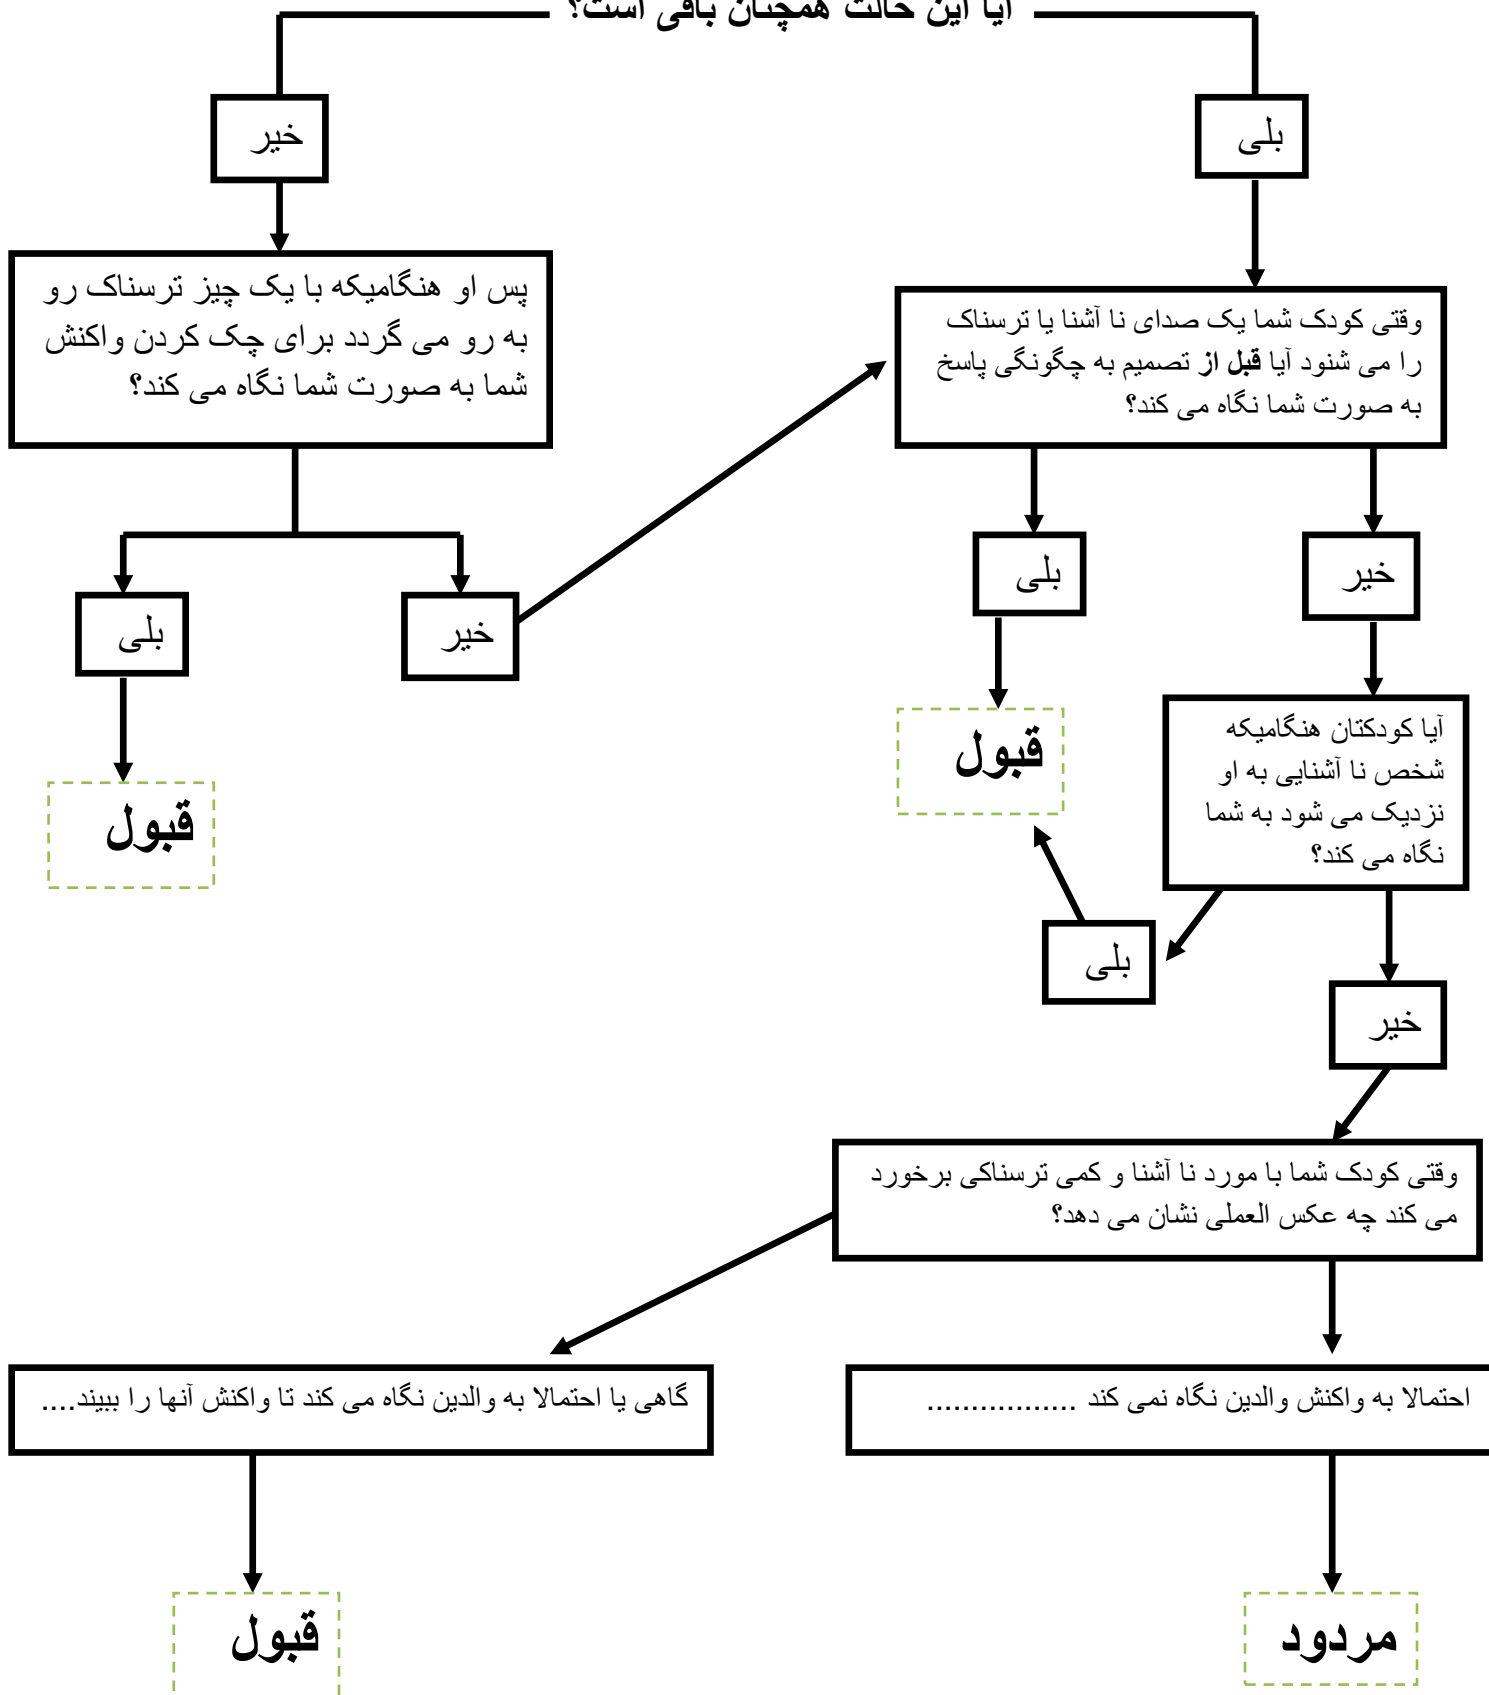 آیا این حالت همچنان باقی است؟
بلی
خیر
وقتی کودک شما یک صدای نا آشنا یا ترسناک
را می شنود آیا قبل از تصمیم به چگونگی پاسخ
به صورت شما نگاه می کند؟
پس او هنگامیکه با یک چیز ترسناک رو
به رو می گردد برای چک کردن واکنش
شما به صورت شما نگاه می کند؟
خیر
بلی
خیر
بلی
قبول
قبول
آیا کودکتان هنگامیکه
شخص نا آشنایی به او
نزدیک می شود به شما
نگاه می کند؟
بلی
خیر
وقتی کودک شما با مورد نا آشنا و کمی ترسناکی برخورد
می کند چه عکس العملی نشان می دهد؟
احتمالا به واکنش والدین نگاه نمی کند .................
گاهی یا احتمالا به والدین نگاه می کند تا واکنش آنها را ببیند....
مردود
قبول